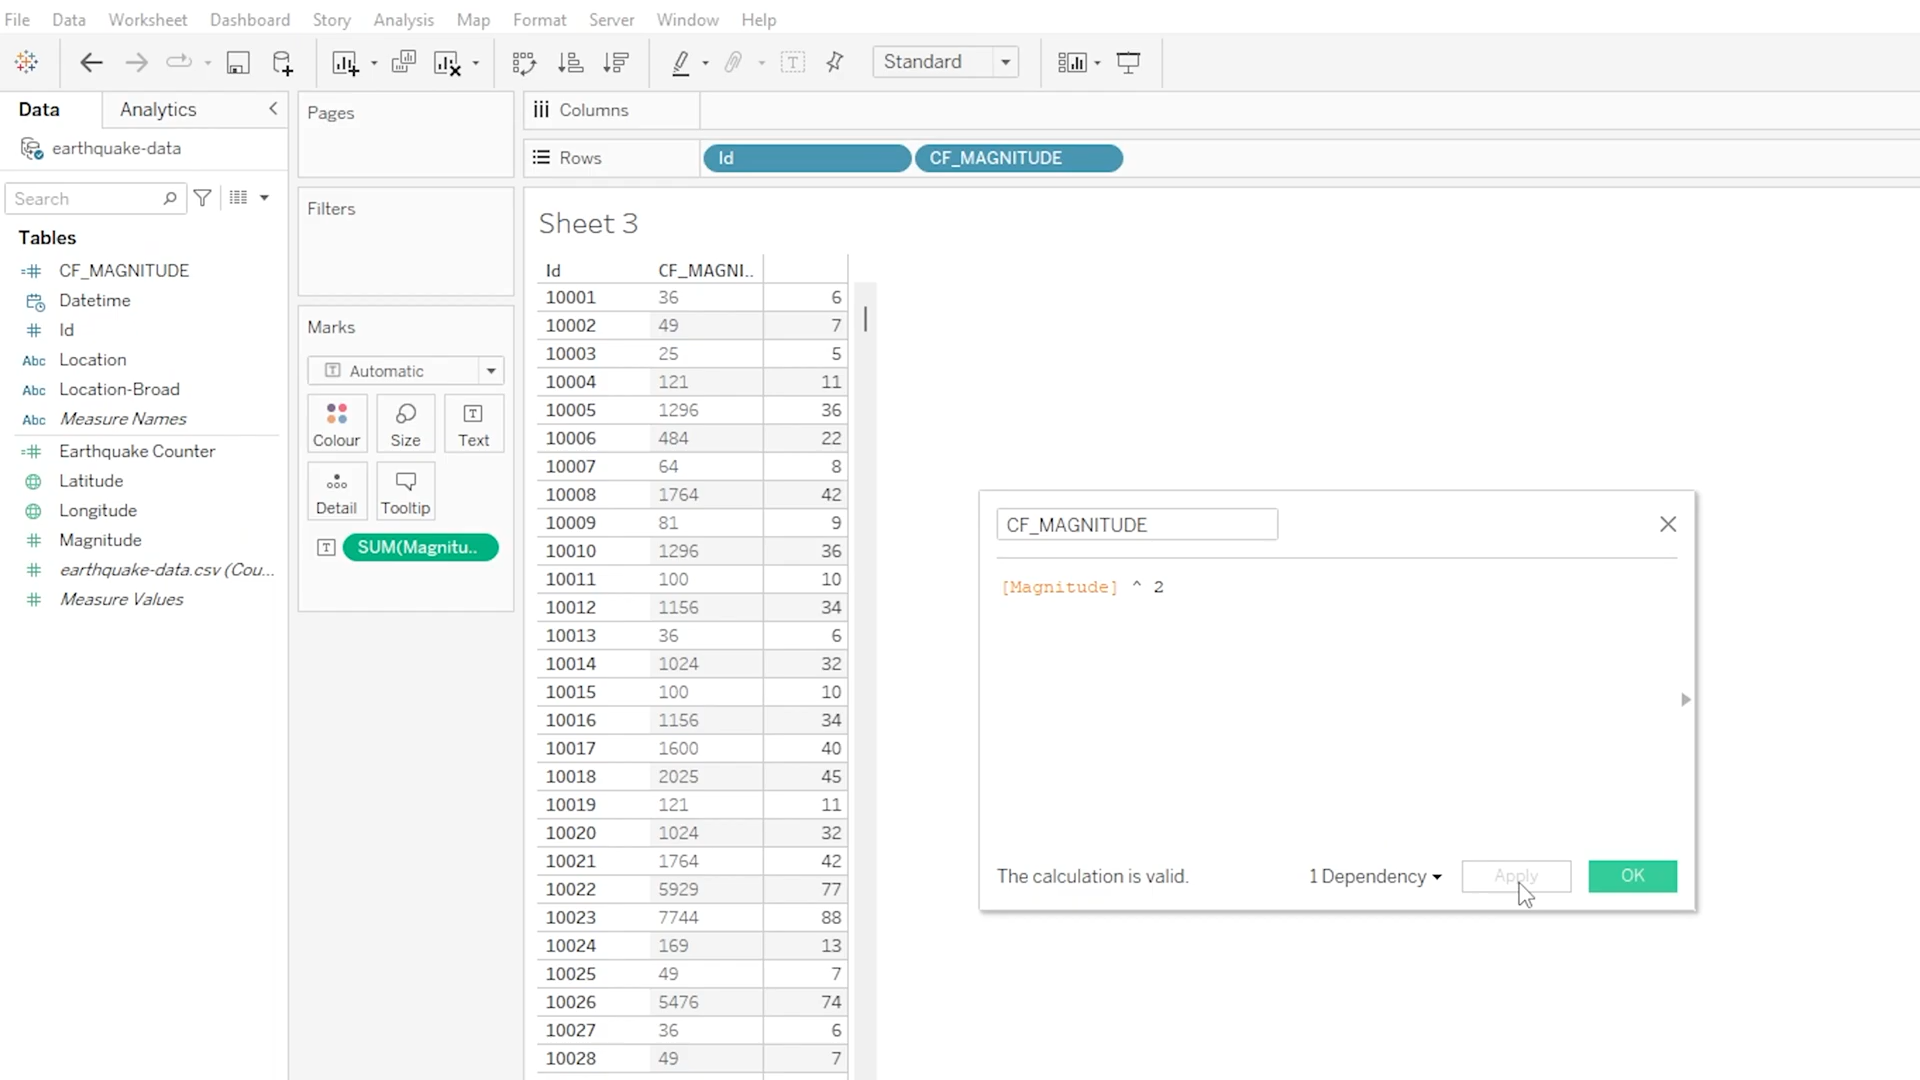 File Data Worksheet Dashboard Story Analysis Map Format Server Window Help
Standard
Data Analytics
earthquake-data
Search
Tables
CF_MAGNITUDE
Datetime
Id
Abc Location
Abc Location-Broad
Abc Measure Names
Earthquake Counter
Latitude
Longitude
Magnitude
earthquake-data.csv (Cou...
Measure Values
Pages
Filters
Marks
Automatic
Colour Size Text
Detail Tooltip
SUM(Magnitu..
Columns
Rows Id CF_MAGNITUDE
Sheet 3
Id CF_MAGNI..
10001 36 6
10002 49 7
10003 25 5
10004 121 11
10005 1296 36
10006 484 22
10007 64 8
10008 1764 42
10009 81 9
10010 1296 36
10011 100 10
10012 1156 34
10013 36 6
10014 1024 32
10015 100 10
10016 1156 34
10017 1600 40
10018 2025 45
10019 121 11
10020 1024 32
10021 1764 42
10022 5929 77
10023 7744 88
10024 169 13
10025 49 7
10026 5476 74
10027 36 6
10028 49 7
CF_MAGNITUDE
[Magnitude] ^ 2
The calculation is valid. 1 Dependency Apply OK